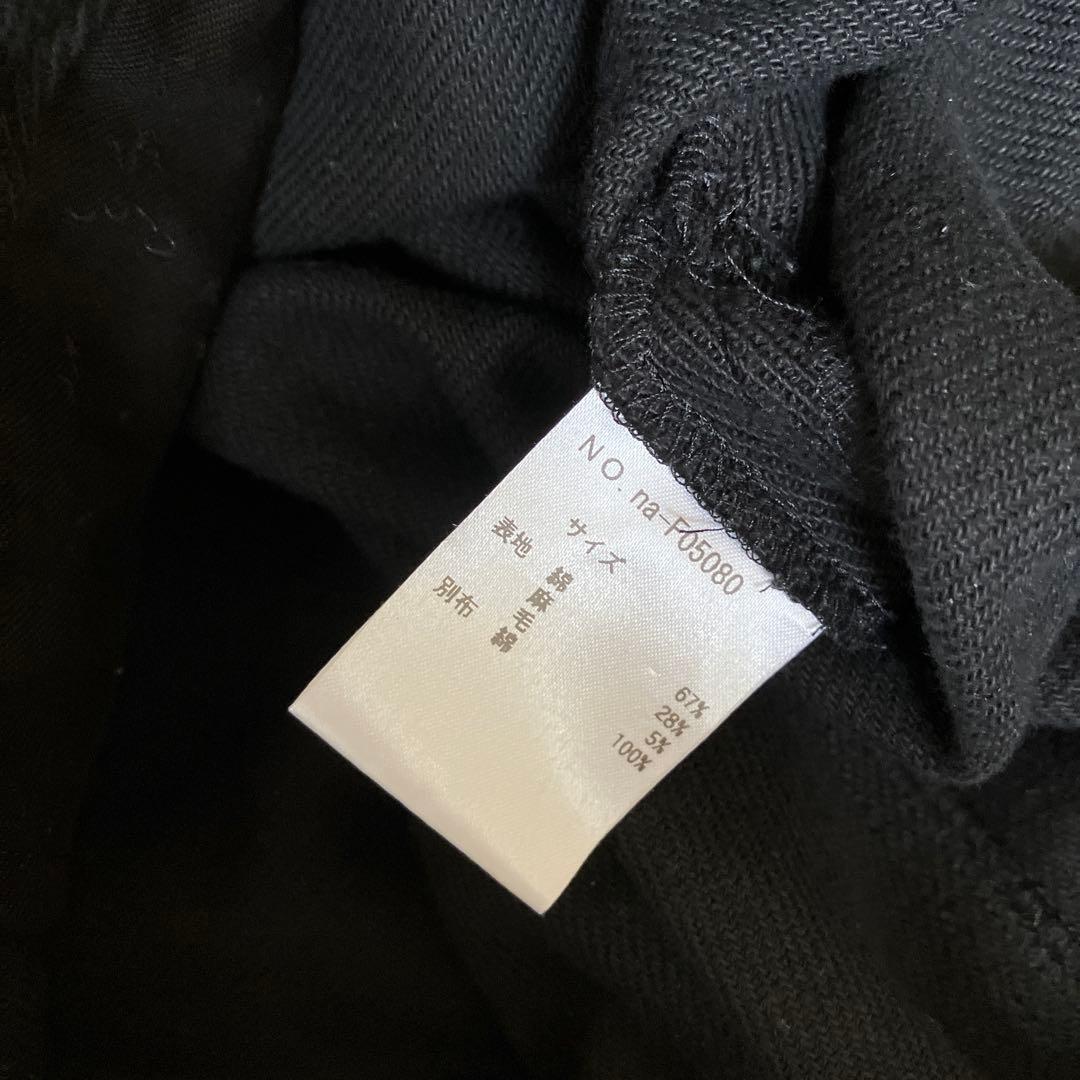 NO. na-F05080
サイズ
表地 綿 67%
麻 28%
毛 5%
別布 綿 100%